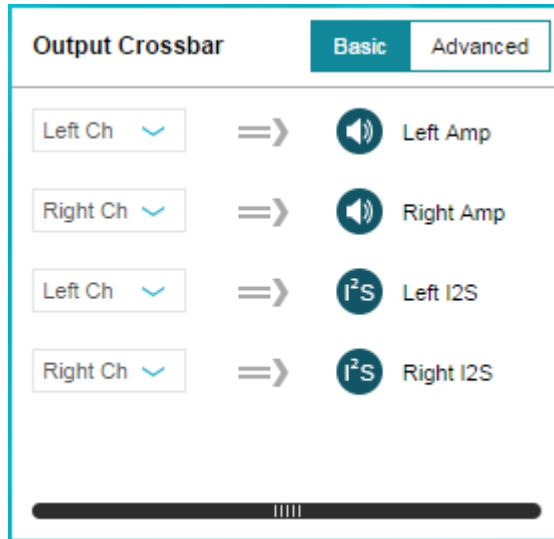 Output Crossbar Basic Advanced
Left Ch Left Amp
Right Ch Right Amp
Left Ch I²S Left I2S
Right Ch I²S Right I2S